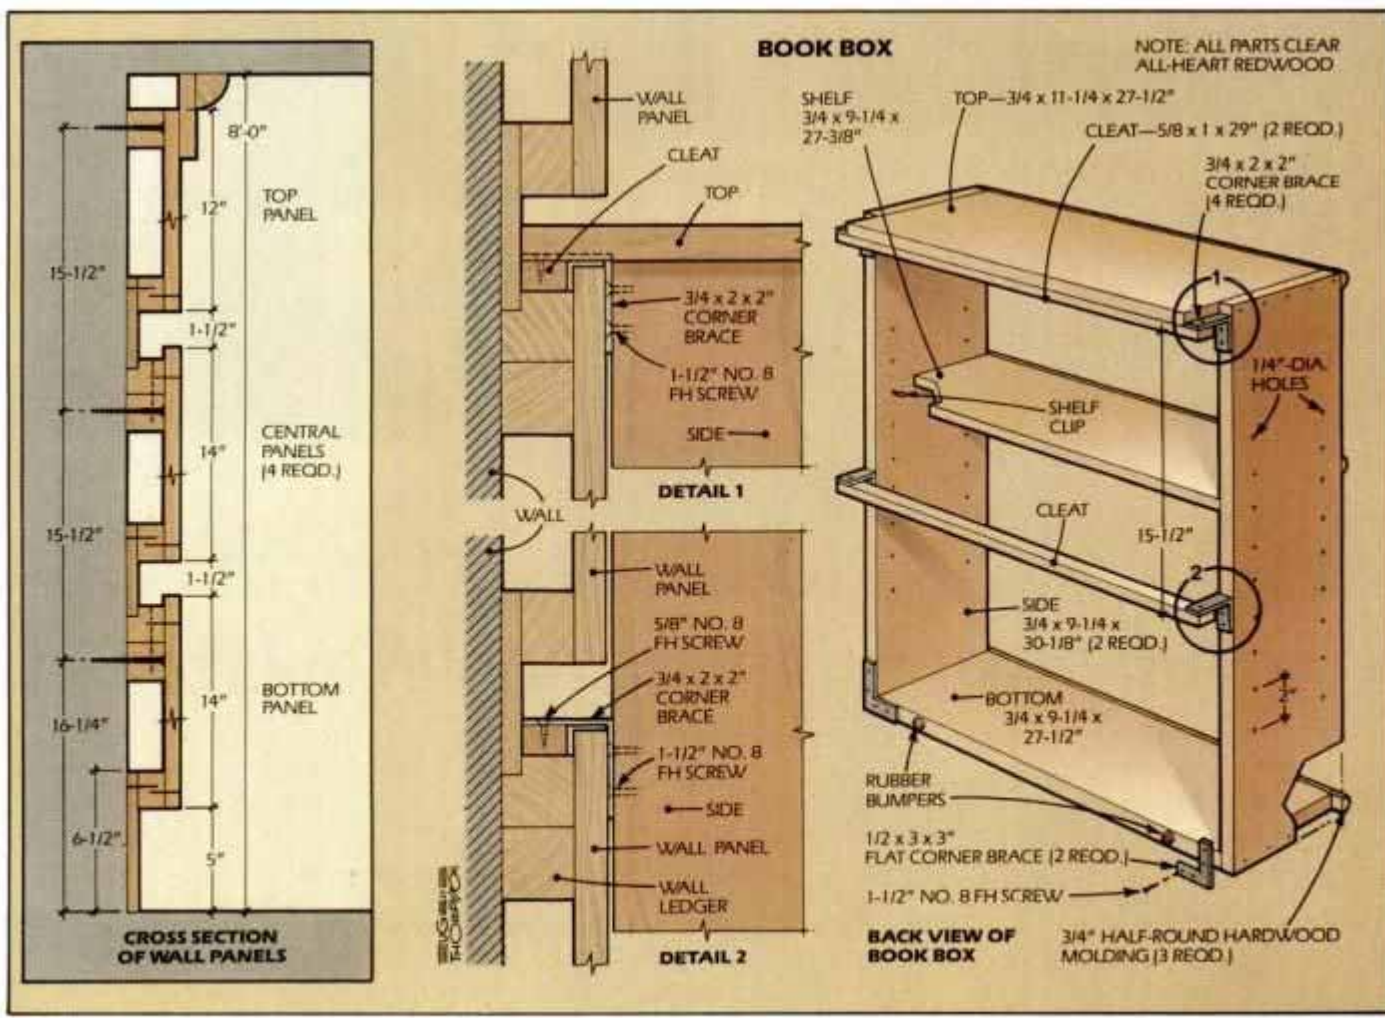 BOOK BOX
NOTE: ALL PARTS CLEAR
ALL-HEART REDWOOD
8'-0"
TOP
PANEL
12"
15-1/2"
1-1/2"
CENTRAL
PANELS
(4 REQD.)
14"
15-1/2"
1-1/2"
BOTTOM
PANEL
14"
16-1/4"
6-1/2"
5"
CROSS SECTION
OF WALL PANELS
WALL
PANEL
CLEAT
TOP
3/4 x 2 x 2"
CORNER
BRACE
1-1/2" NO. 8
FH SCREW
SIDE
DETAIL 1
WALL
WALL
PANEL
5/8" NO. 8
FH SCREW
3/4 x 2 x 2"
CORNER
BRACE
1-1/2" NO. 8
FH SCREW
SIDE
WALL PANEL
WALL
LEDGER
EUGENE
THOMPSON
DETAIL 2
SHELF
3/4 x 9-1/4 x
27-3/8"
TOP—3/4 x 11-1/4 x 27-1/2"
CLEAT—5/8 x 1 x 29" (2 REQD.)
3/4 x 2 x 2"
CORNER BRACE
(4 REQD.)
1
1/4"-DIA.
HOLES
SHELF
CLIP
CLEAT
15-1/2"
2
SIDE
3/4 x 9-1/4 x
30-1/8" (2 REQD.)
BOTTOM
3/4 x 9-1/4 x
27-1/2"
2"
RUBBER
BUMPERS
1/2 x 3 x 3"
FLAT CORNER BRACE (2 REQD.)
1-1/2" NO. 8 FH SCREW
BACK VIEW OF
BOOK BOX
3/4" HALF-ROUND HARDWOOD
MOLDING (3 REQD.)